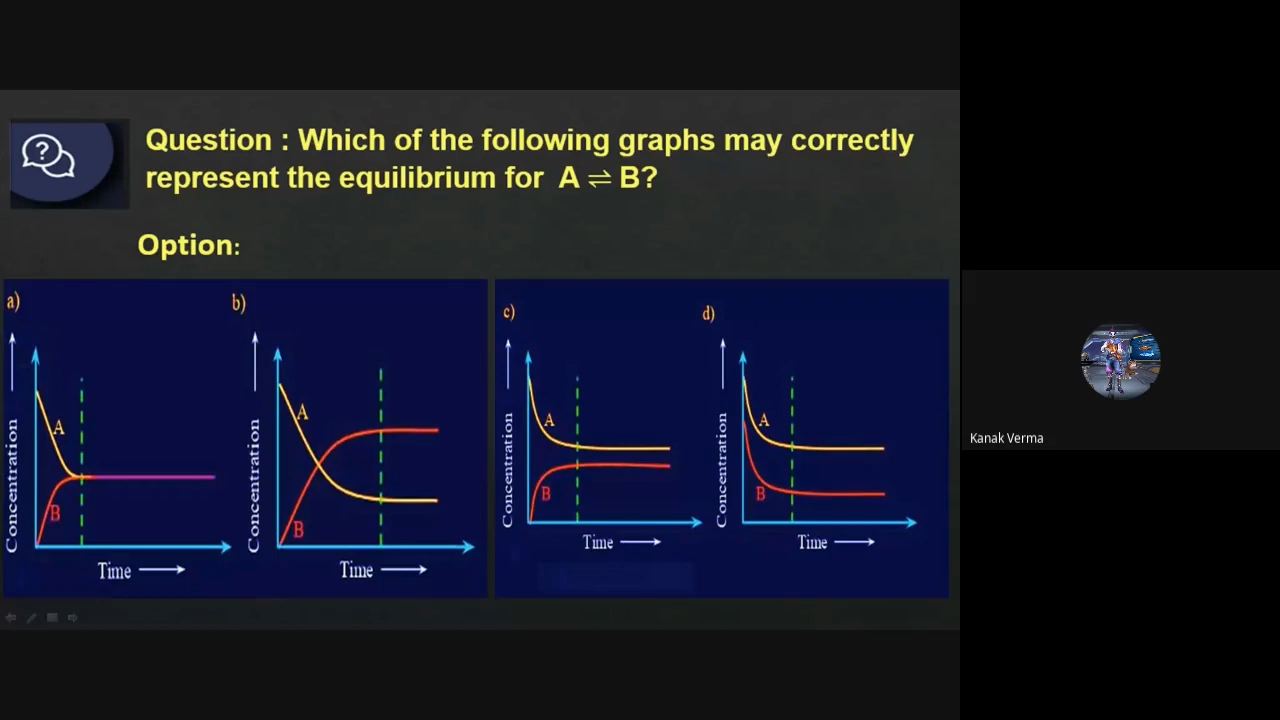 Question : Which of the following graphs may correctly
represent the equilibrium for A ⇌ B?
Option:
a)
A
B
Concentration
Time
b)
A
B
Concentration
Time
c)
A
B
Concentration
Time
d)
A
B
Concentration
Time
Kanak Verma